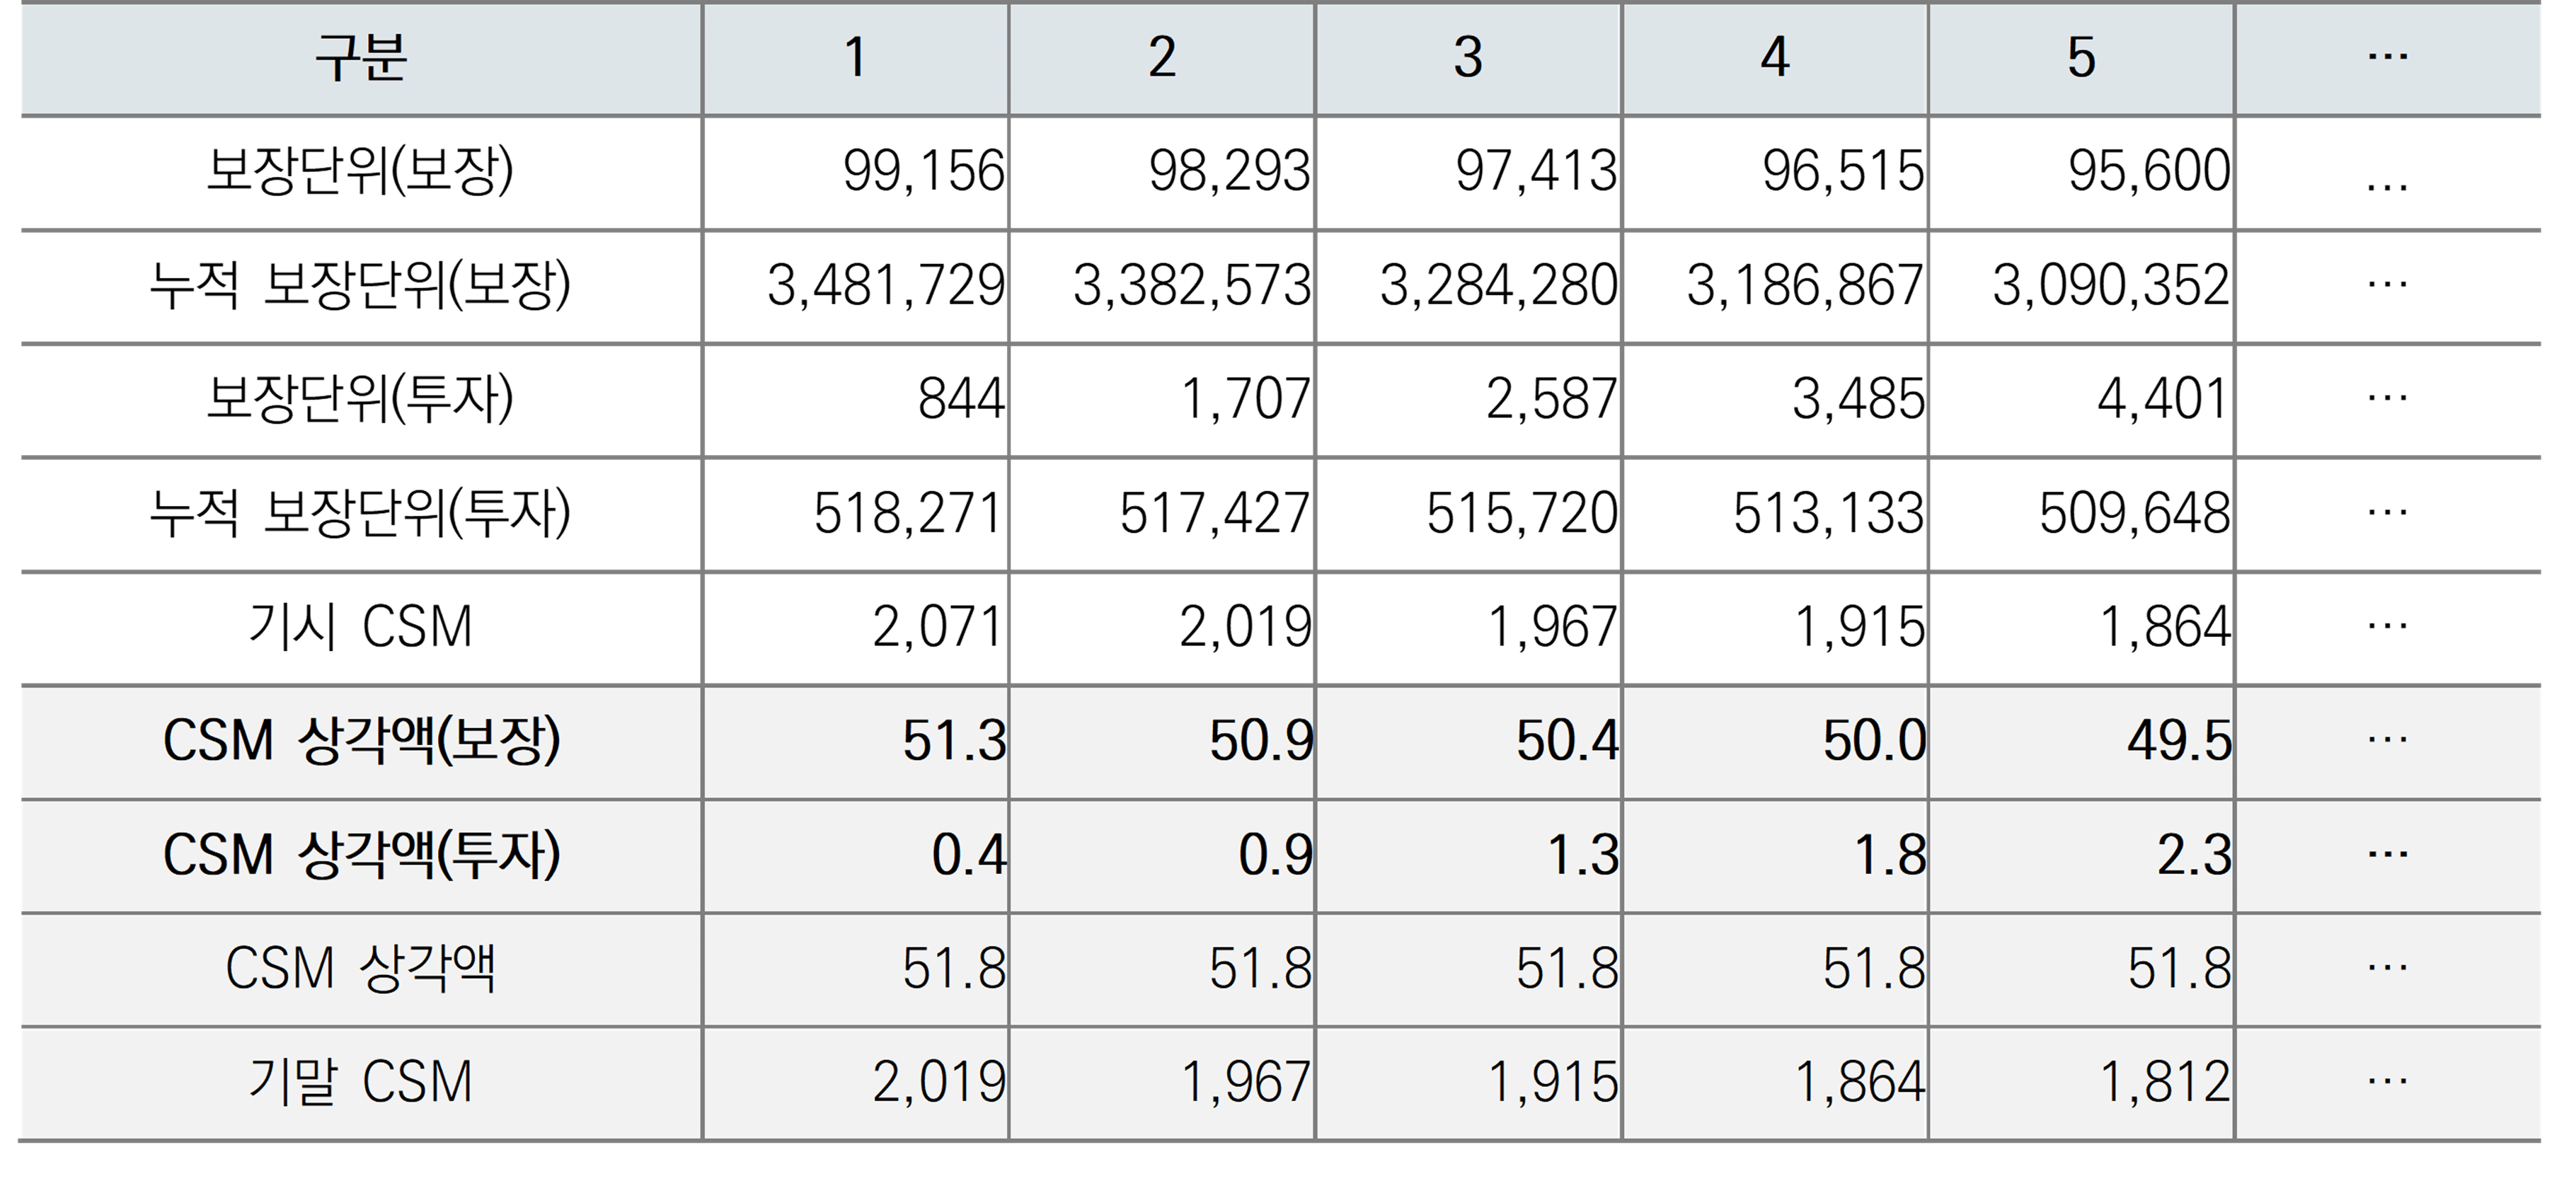 구분 1 2 3 4 5 …
보장단위(보장) 99,156 98,293 97,413 96,515 95,600 …
누적 보장단위(보장) 3,481,729 3,382,573 3,284,280 3,186,867 3,090,352 …
보장단위(투자) 844 1,707 2,587 3,485 4,401 …
누적 보장단위(투자) 518,271 517,427 515,720 513,133 509,648 …
기시 CSM 2,071 2,019 1,967 1,915 1,864 …
CSM 상각액(보장) 51.3 50.9 50.4 50.0 49.5 …
CSM 상각액(투자) 0.4 0.9 1.3 1.8 2.3 …
CSM 상각액 51.8 51.8 51.8 51.8 51.8 …
기말 CSM 2,019 1,967 1,915 1,864 1,812 …